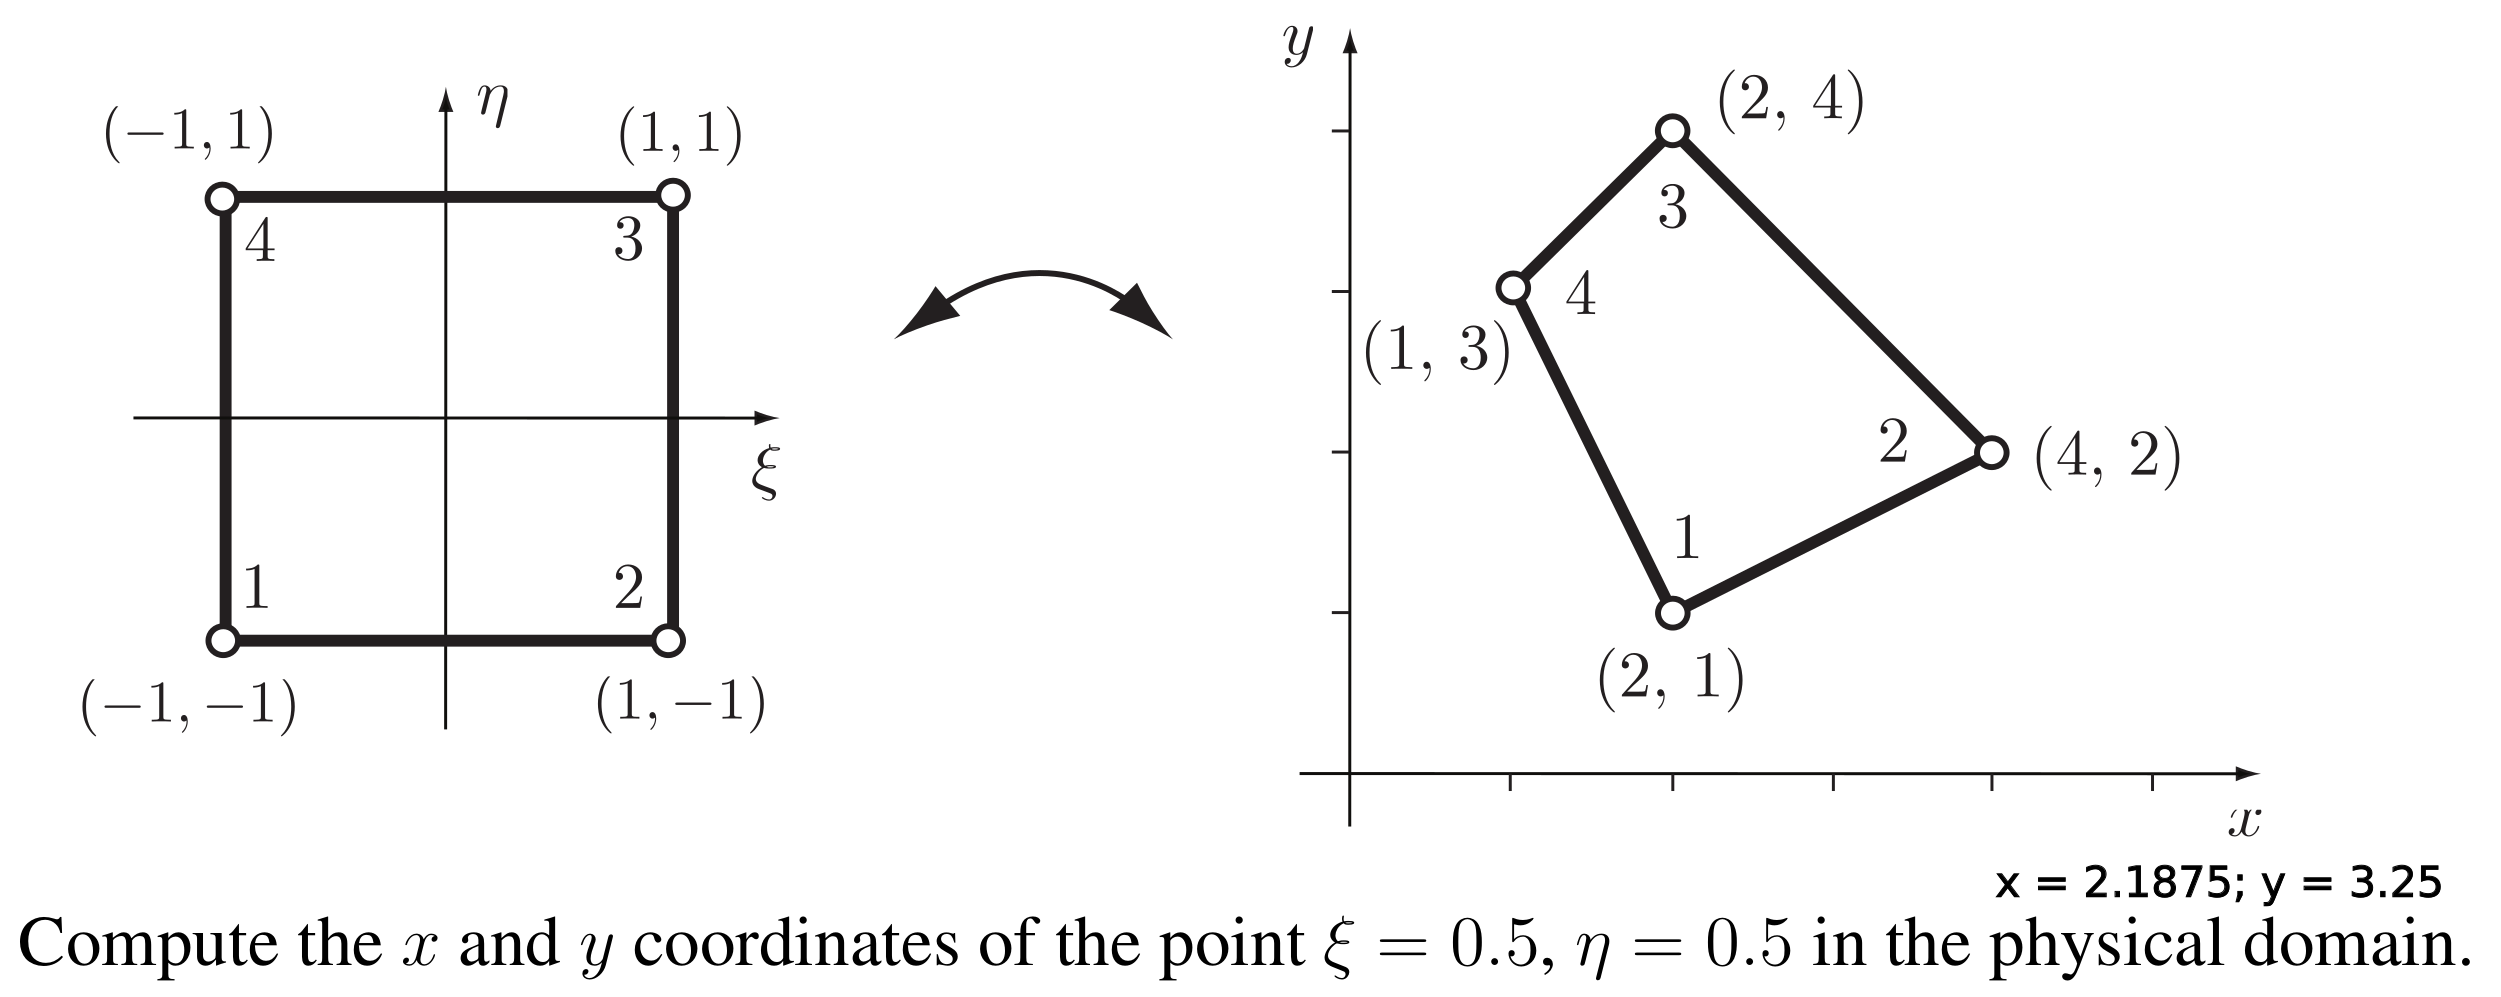 y
η
(−1, 1)
(1, 1)
4
3
ξ
1
2
(−1, −1)
(1, −1)
(2, 4)
3
4
(1, 3)
2
(4, 2)
1
(2, 1)
x
x = 2.1875; y = 3.25
Compute the x and y coordinates of the point ξ = 0.5, η = 0.5 in the physical domain.